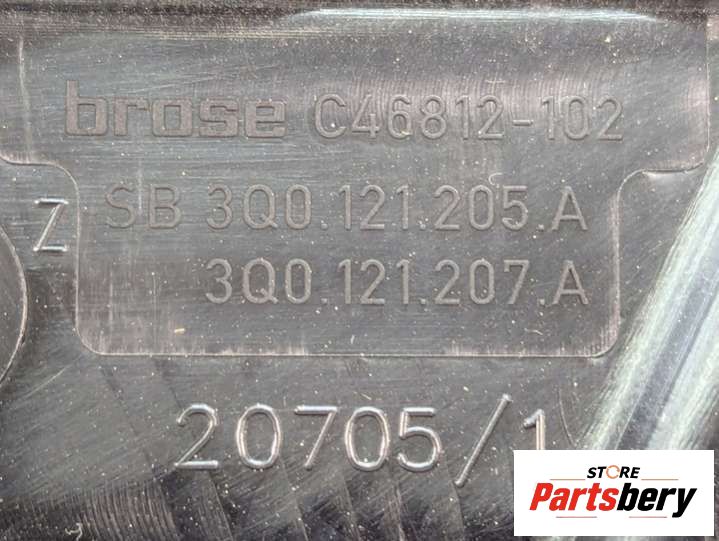 brose C46812-102
SB 3Q0.121.205.A
Z
3Q0.121.207.A
20705/1
STORE
Partsbery